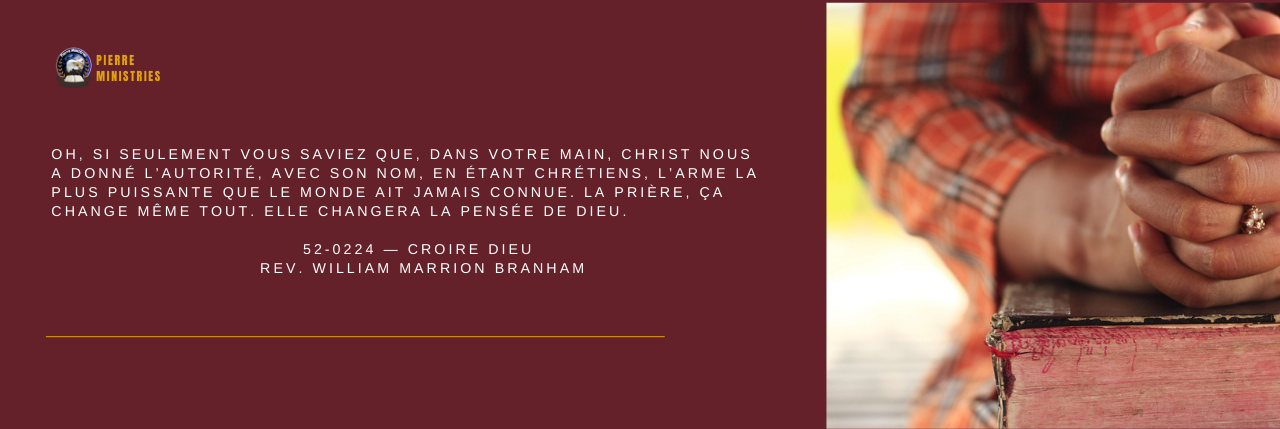 PIERRE
MINISTRIES
OH, SI SEULEMENT VOUS SAVIEZ QUE, DANS VOTRE MAIN, CHRIST NOUS
A DONNÉ L'AUTORITÉ, AVEC SON NOM, EN ÉTANT CHRÉTIENS, L'ARME LA
PLUS PUISSANTE QUE LE MONDE AIT JAMAIS CONNUE. LA PRIÈRE, ÇA
CHANGE MÊME TOUT. ELLE CHANGERA LA PENSÉE DE DIEU.
52-0224 — CROIRE DIEU
REV. WILLIAM MARRION BRANHAM